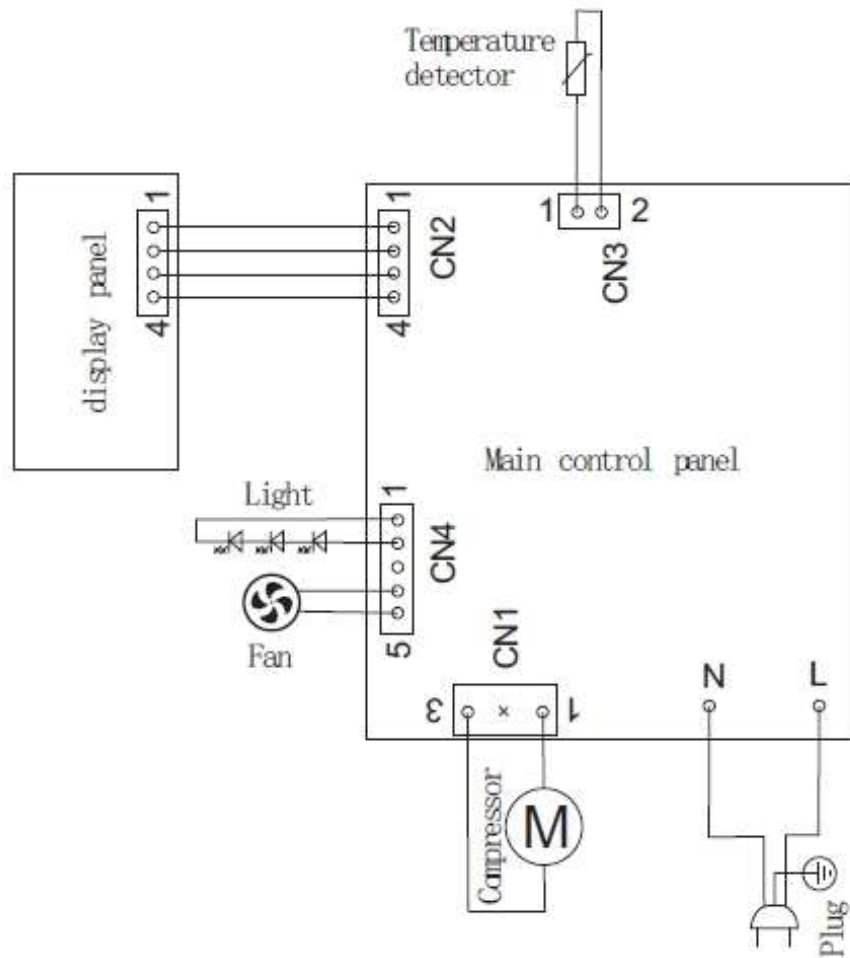 Temperature
detector
1 2
CN3
display panel
1
4
1
4
CN2
Main control panel
Light
1
5
CN4
Fan
CN1
3 × 1
N L
Compressor
M
Plug